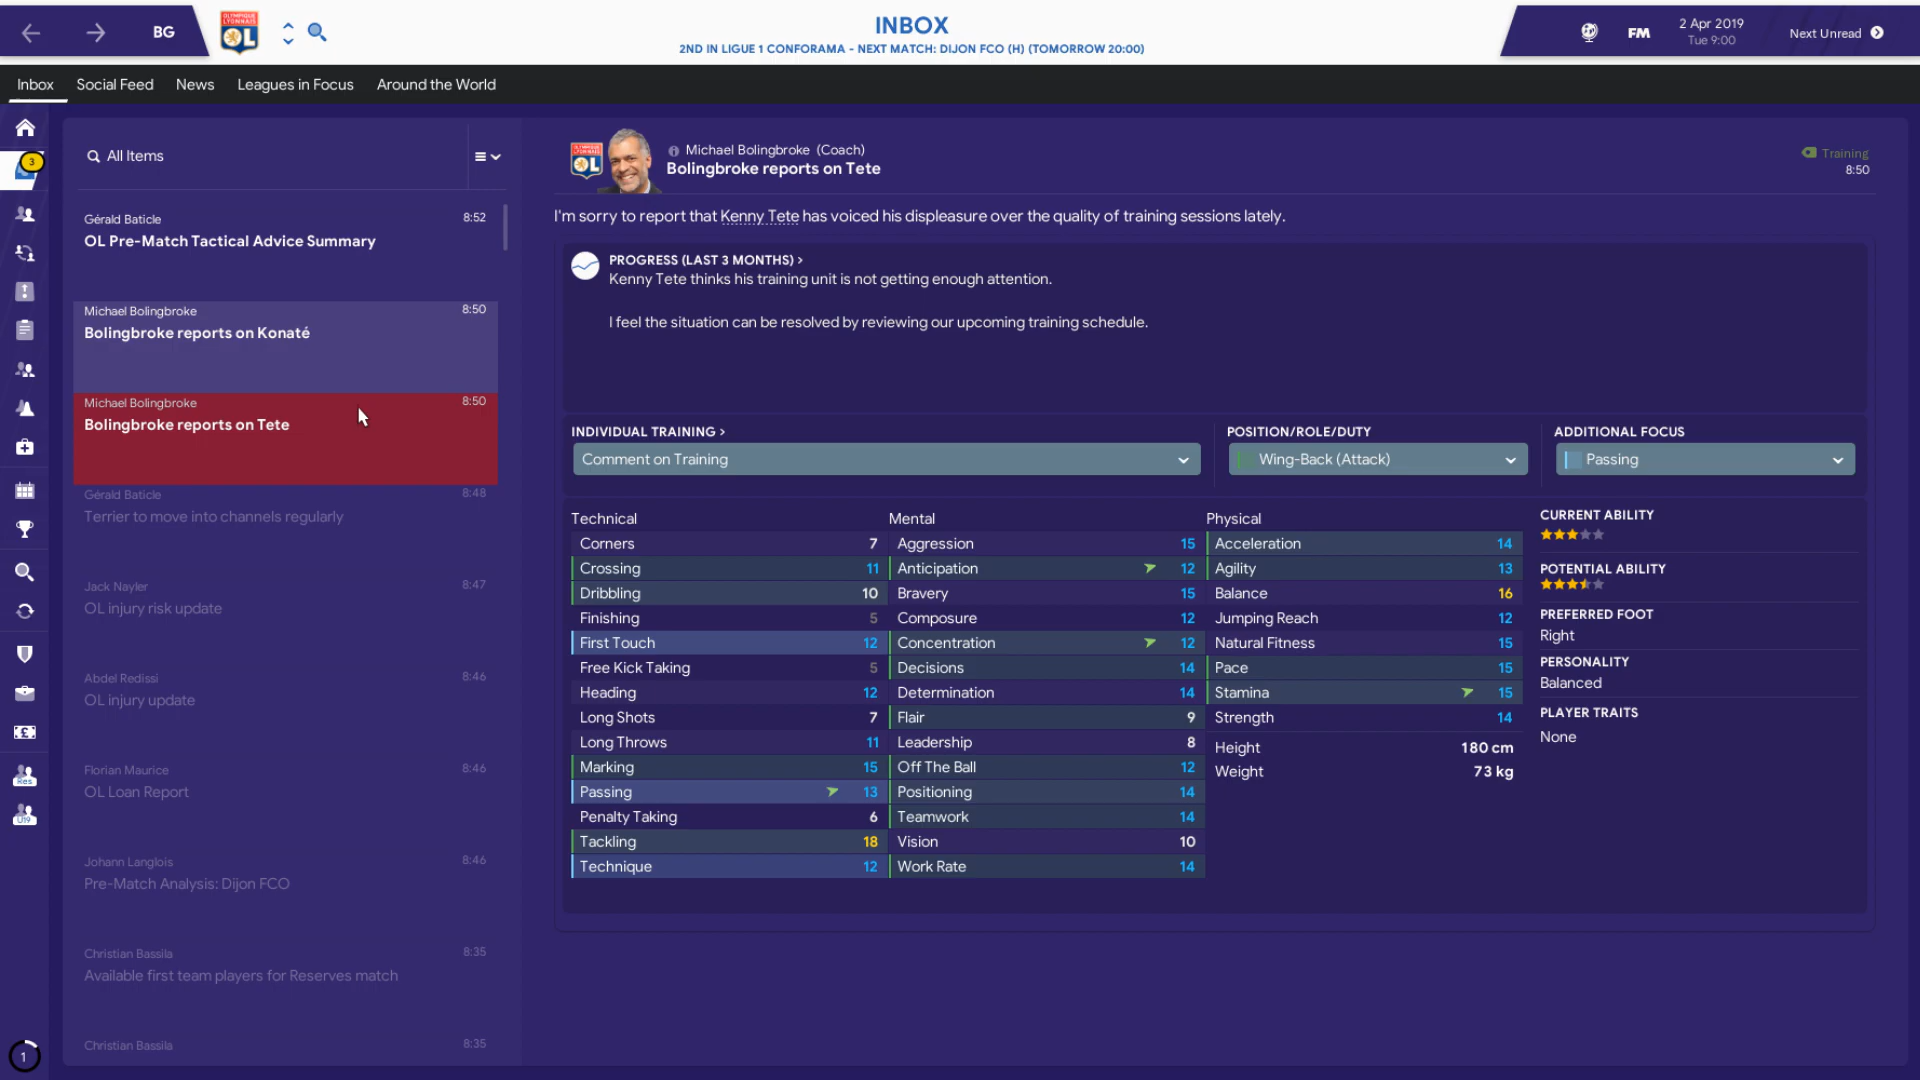 BG
OLYMPIQUE LYONNAIS
OL
INBOX
2ND IN LIGUE 1 CONFORAMA - NEXT MATCH: DIJON FCO (H) (TOMORROW 20:00)
FM
2 Apr 2019
Tue 9:00
Next Unread
Inbox
Social Feed
News
Leagues in Focus
Around the World
3
All Items
Gérald Baticle
8:52
OL Pre-Match Tactical Advice Summary
Michael Bolingbroke
8:50
Bolingbroke reports on Konaté
Michael Bolingbroke
8:50
Bolingbroke reports on Tete
Gérald Baticle
8:48
Terrier to move into channels regularly
Jack Nayler
8:47
OL injury risk update
Abdel Redissi
8:46
OL injury update
Florian Maurice
8:46
OL Loan Report
Johann Langlois
8:46
Pre-Match Analysis: Dijon FCO
Christian Bassila
8:35
Available first team players for Reserves match
Christian Bassila
8:35
Res
U19
1
OL
Michael Bolingbroke (Coach)
Bolingbroke reports on Tete
Training
8:50
I'm sorry to report that Kenny Tete has voiced his displeasure over the quality of training sessions lately.
PROGRESS (LAST 3 MONTHS) >
Kenny Tete thinks his training unit is not getting enough attention.
I feel the situation can be resolved by reviewing our upcoming training schedule.
INDIVIDUAL TRAINING >
Comment on Training
POSITION/ROLE/DUTY
Wing-Back (Attack)
ADDITIONAL FOCUS
Passing
Technical
Corners 7
Crossing 11
Dribbling 10
Finishing 5
First Touch 12
Free Kick Taking 5
Heading 12
Long Shots 7
Long Throws 11
Marking 15
Passing 13
Penalty Taking 6
Tackling 18
Technique 12
Mental
Aggression 15
Anticipation 12
Bravery 15
Composure 12
Concentration 12
Decisions 14
Determination 14
Flair 9
Leadership 8
Off The Ball 12
Positioning 14
Teamwork 14
Vision 10
Work Rate 14
Physical
Acceleration 14
Agility 13
Balance 16
Jumping Reach 12
Natural Fitness 15
Pace 15
Stamina 15
Strength 14
Height 180 cm
Weight 73 kg
CURRENT ABILITY
POTENTIAL ABILITY
PREFERRED FOOT
Right
PERSONALITY
Balanced
PLAYER TRAITS
None